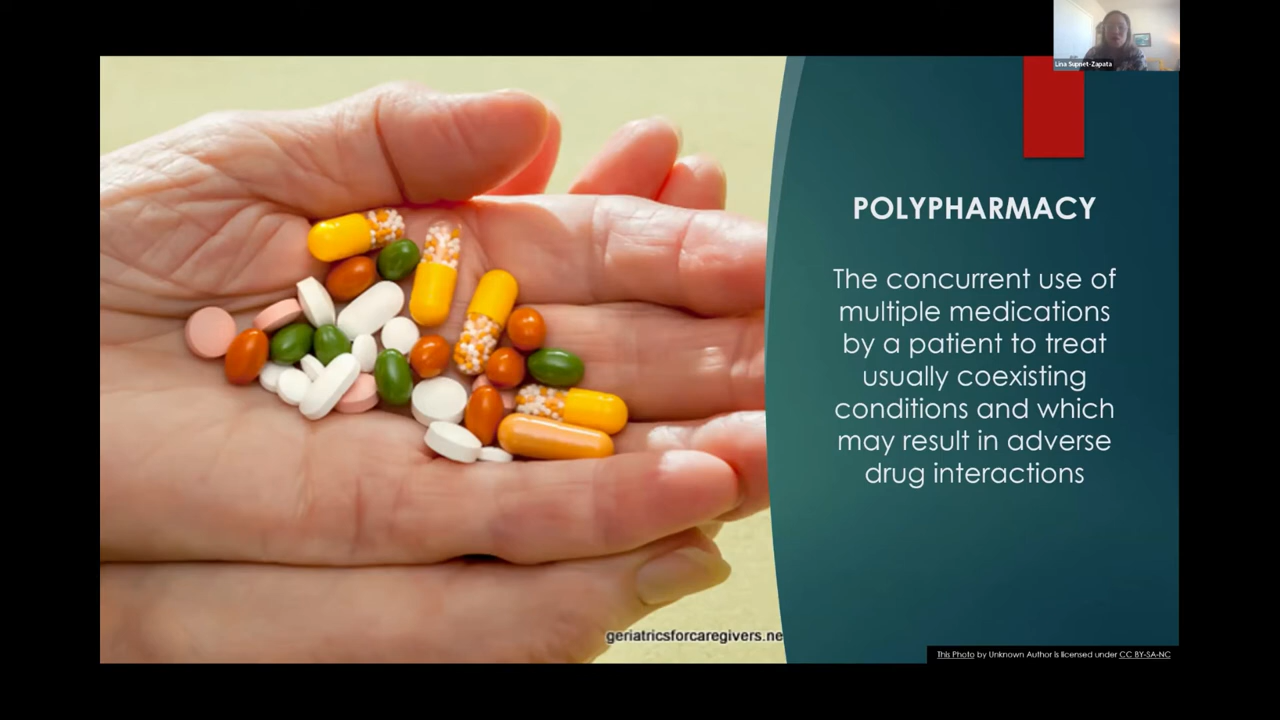 Lina Supnet-Zapata
POLYPHARMACY
The concurrent use of
multiple medications
by a patient to treat
usually coexisting
conditions and which
may result in adverse
drug interactions
geriatricsforcaregivers.ne
This Photo by Unknown Author is licensed under CC BY-SA-NC